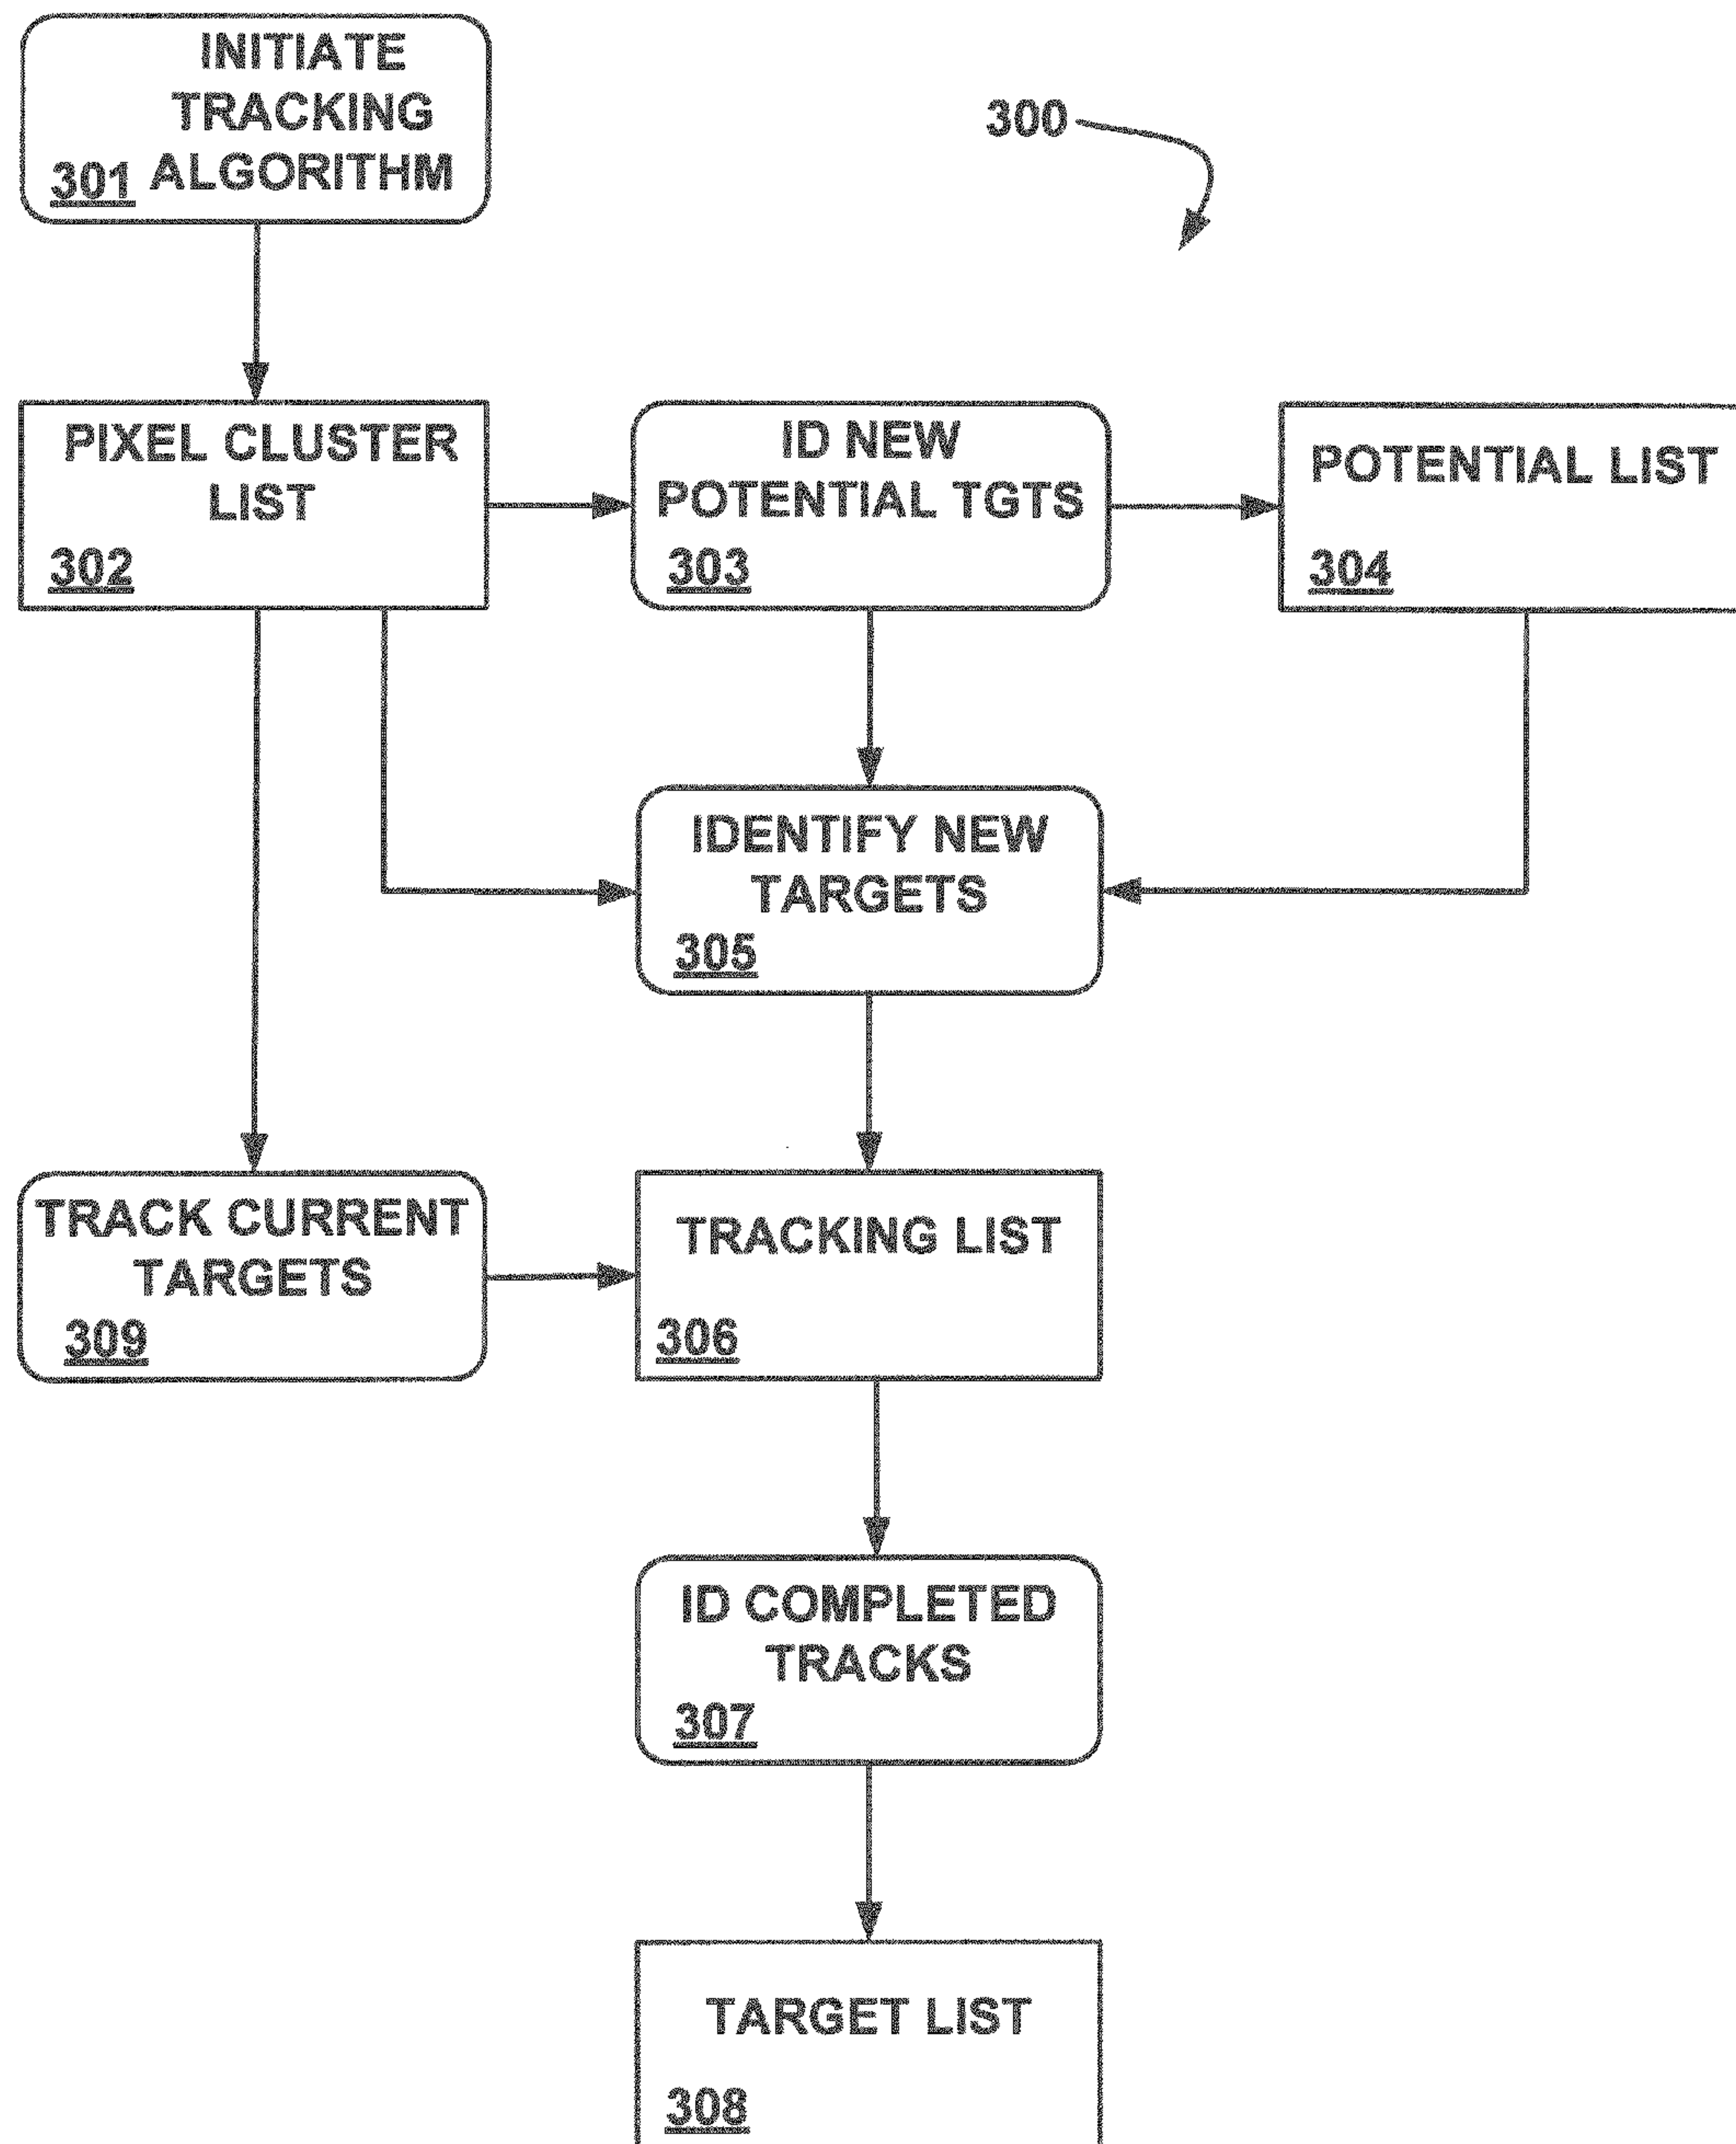 INITIATE
TRACKING
301 ALGORITHM
300
PIXEL CLUSTER
LIST
302
ID NEW
POTENTIAL TGTS
303
POTENTIAL LIST
304
IDENTIFY NEW
TARGETS
305
TRACK CURRENT
TARGETS
309
TRACKING LIST
306
ID COMPLETED
TRACKS
307
TARGET LIST
308